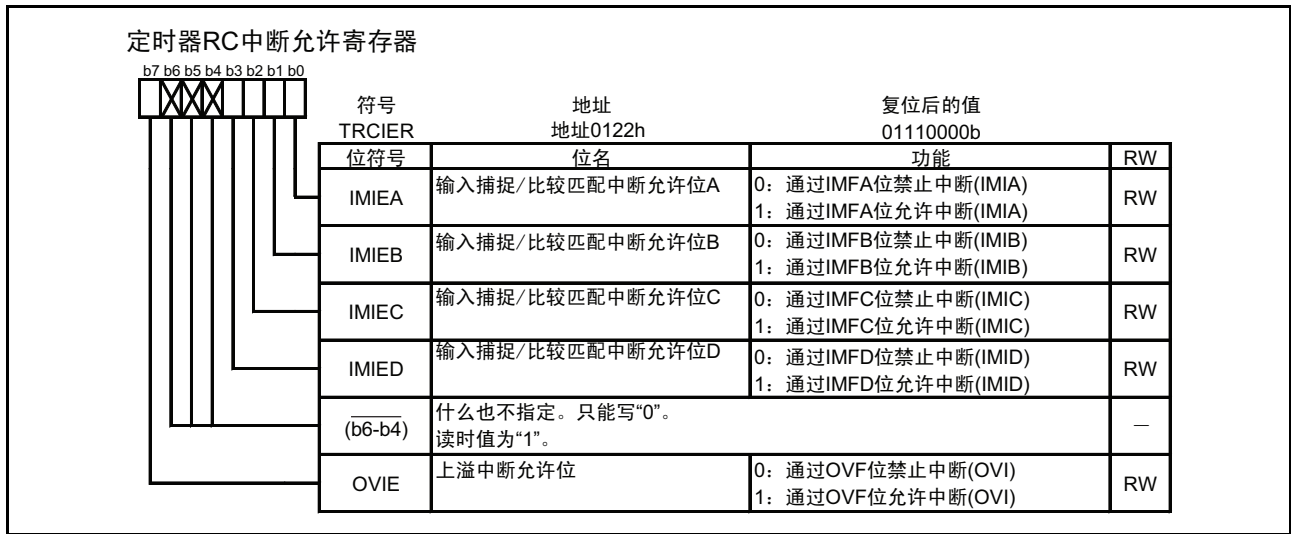 定时器RC中断允许寄存器
b7 b6 b5 b4 b3 b2 b1 b0
符号 地址 复位后的值
TRCIER 地址0122h 01110000b
位符号 位名 功能 RW
IMIEA 输入捕捉/比较匹配中断允许位A 0：通过IMFA位禁止中断(IMIA) RW
1：通过IMFA位允许中断(IMIA)
IMIEB 输入捕捉/比较匹配中断允许位B 0：通过IMFB位禁止中断(IMIB) RW
1：通过IMFB位允许中断(IMIB)
IMIEC 输入捕捉/比较匹配中断允许位C 0：通过IMFC位禁止中断(IMIC) RW
1：通过IMFC位允许中断(IMIC)
IMIED 输入捕捉/比较匹配中断允许位D 0：通过IMFD位禁止中断(IMID) RW
1：通过IMFD位允许中断(IMID)
(b6-b4) 什么也不指定。只能写“0”。 —
读时值为“1”。
OVIE 上溢中断允许位 0：通过OVF位禁止中断(OVI) RW
1：通过OVF位允许中断(OVI)